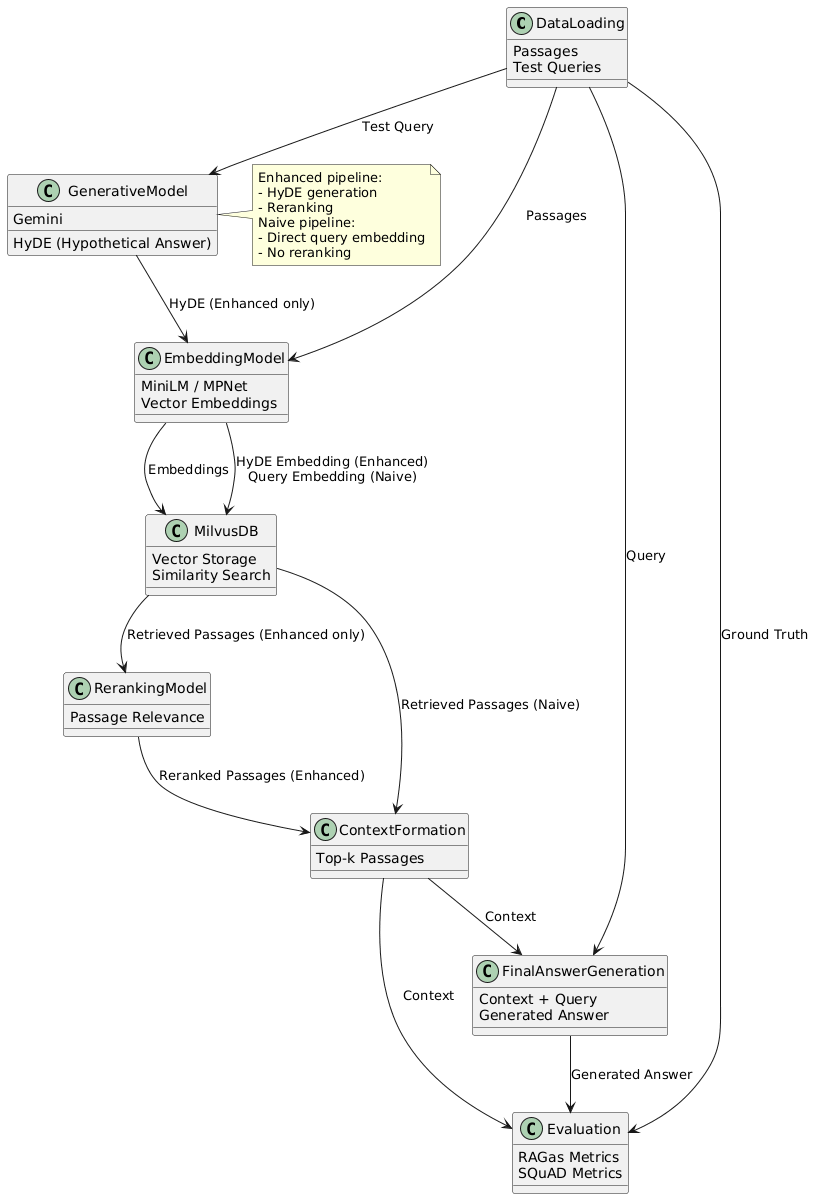 C DataLoading
Passages
Test Queries
Test Query
C GenerativeModel
Gemini
HyDE (Hypothetical Answer)
Enhanced pipeline:
- HyDE generation
- Reranking
Naive pipeline:
- Direct query embedding
- No reranking
Passages
HyDE (Enhanced only)
C EmbeddingModel
MiniLM / MPNet
Vector Embeddings
Embeddings
HyDE Embedding (Enhanced)
Query Embedding (Naive)
C MilvusDB
Vector Storage
Similarity Search
Query
Ground Truth
Retrieved Passages (Enhanced only)
C RerankingModel
Passage Relevance
Retrieved Passages (Naive)
Reranked Passages (Enhanced)
C ContextFormation
Top-k Passages
Context
C FinalAnswerGeneration
Context + Query
Generated Answer
Context
Generated Answer
C Evaluation
RAGas Metrics
SQuAD Metrics